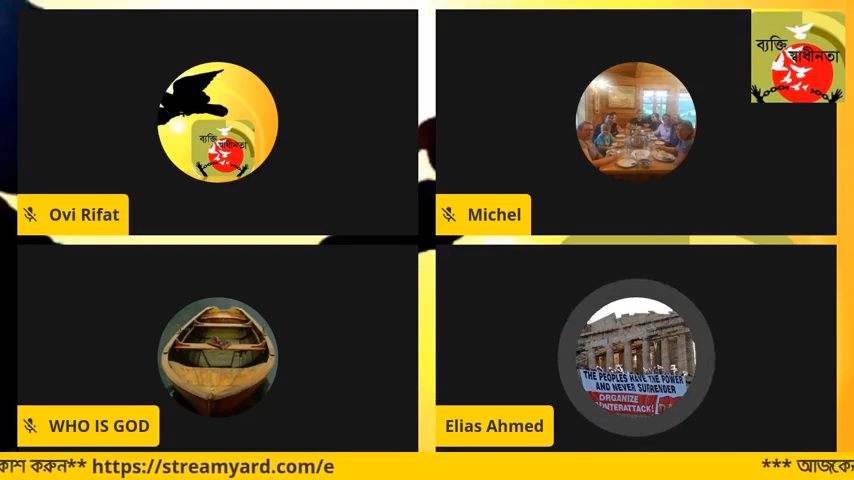 ব্যক্তি
স্বাধীনতা
ব্যক্তি
স্বাধীনতা
Ovi Rifat
Michel
THE PEOPLES HAVE THE POWER
AND NEVER SURRENDER
ORGANIZE
WHO IS GOD
Elias Ahmed
কাশ করুন** https://streamyard.com/e
*** আজকে